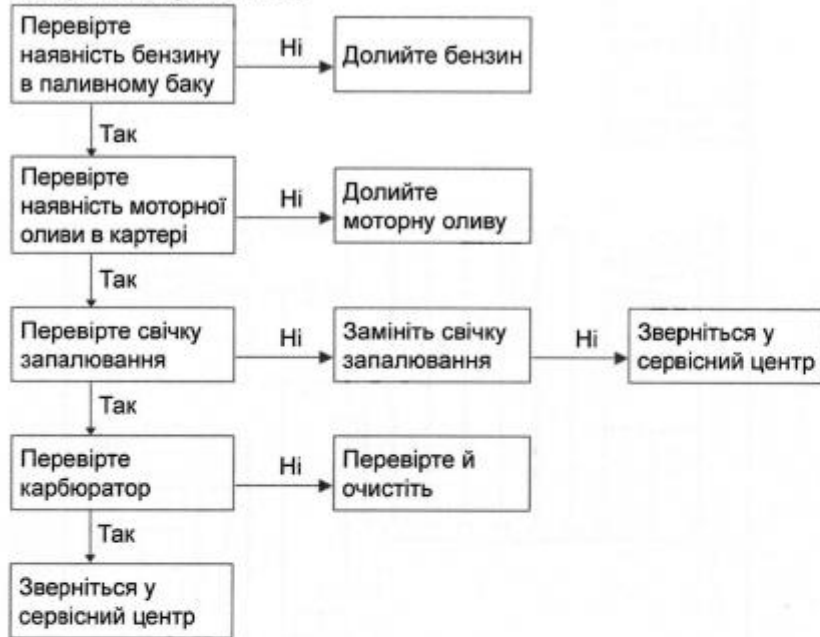 Перевірте
наявність бензину
в паливному баку
Ні
Долийте бензин
Так
Перевірте
наявність моторної
оливи в картері
Ні
Долийте
моторну оливу
Так
Перевірте свічку
запалювання
Ні
Замініть свічку
запалювання
Ні
Зверніться у
сервісний центр
Так
Перевірте
карбюратор
Ні
Перевірте й
очистіть
Так
Зверніться у
сервісний центр